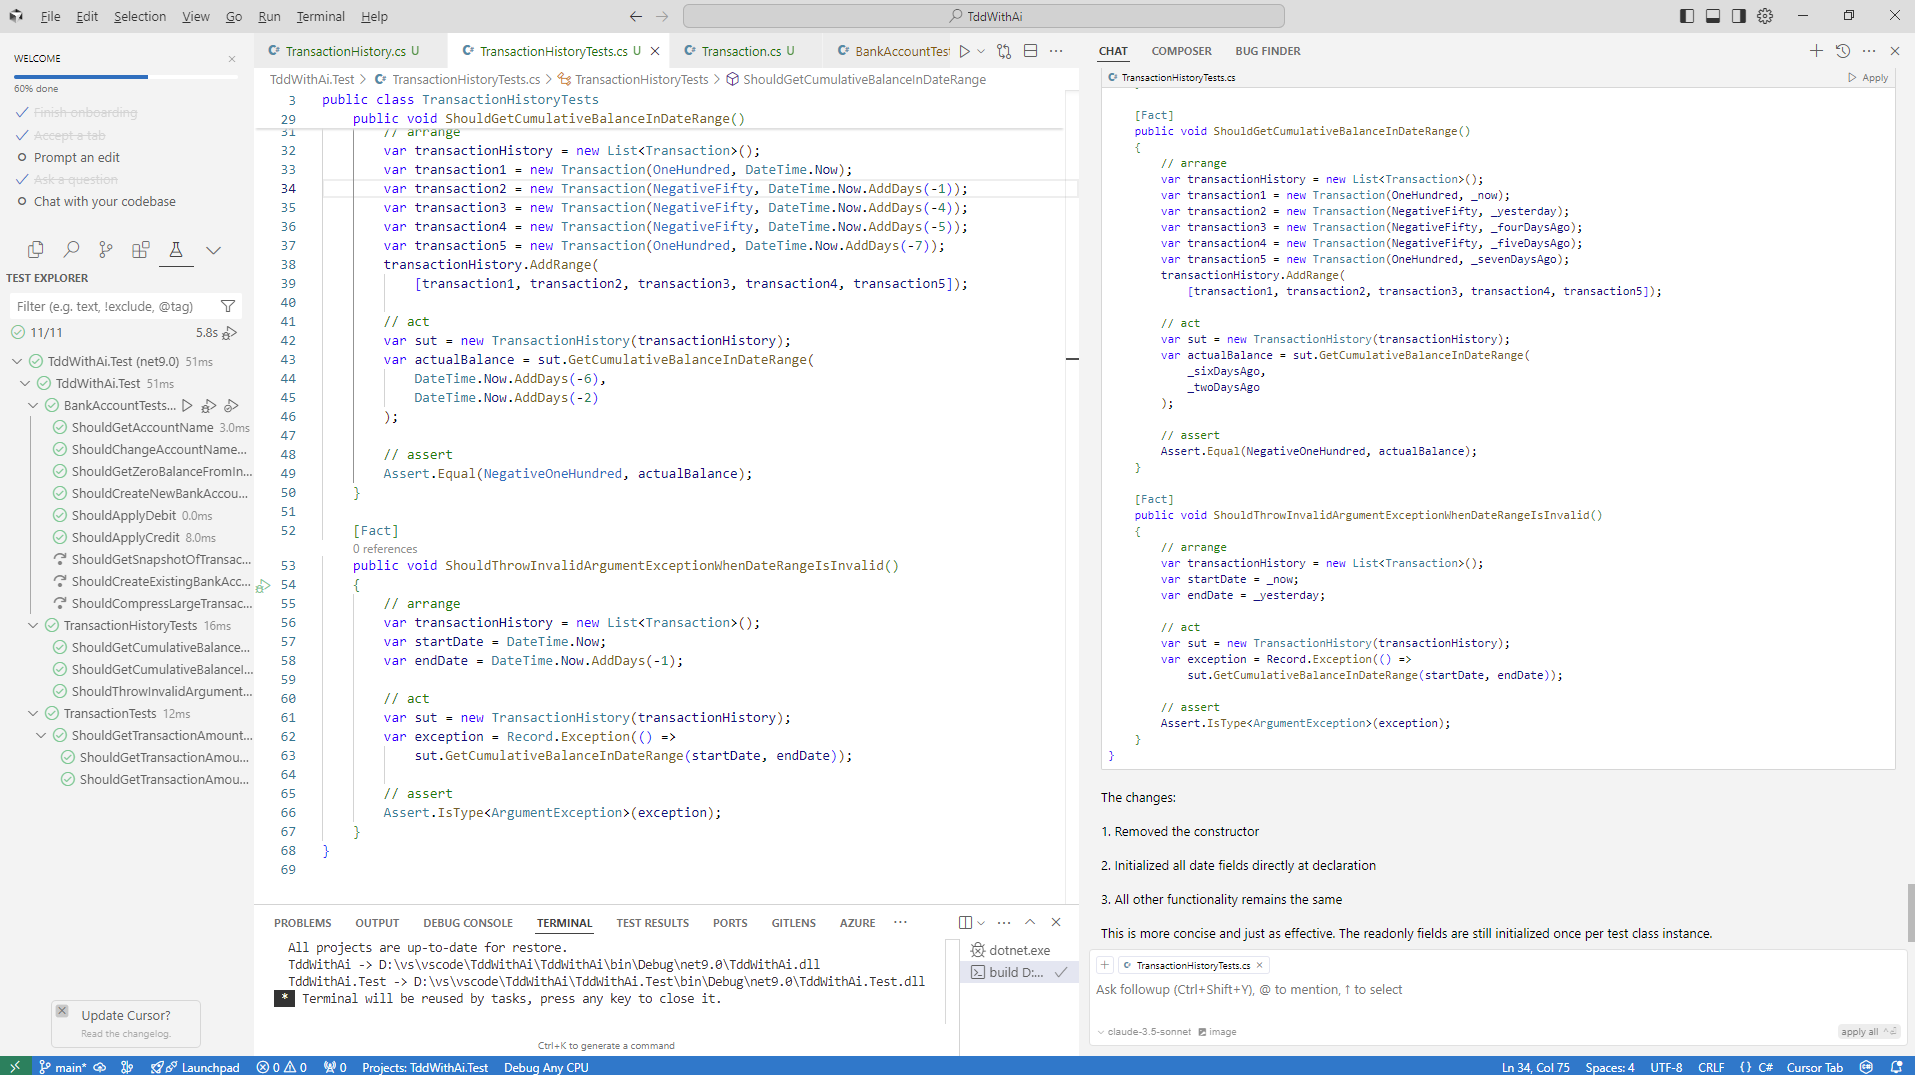 File Edit Selection View Go Run Terminal Help
TddWithAi
WELCOME
60% done
Finish onboarding
Accept a tab
Prompt an edit
Ask a question
Chat with your codebase
TEST EXPLORER
Filter (e.g. text, !exclude, @tag)
11/11 5.8s
TddWithAi.Test (net9.0) 51ms
TddWithAi.Test 51ms
BankAccountTests...
ShouldGetAccountName 3.0ms
ShouldChangeAccountName...
ShouldGetZeroBalanceFromIn...
ShouldCreateNewBankAccou...
ShouldApplyDebit 0.0ms
ShouldApplyCredit 8.0ms
ShouldGetSnapshotOfTransac...
ShouldCreateExistingBankAcc...
ShouldCompressLargeTransac...
TransactionHistoryTests 16ms
ShouldGetCumulativeBalance...
ShouldGetCumulativeBalanceI...
ShouldThrowInvalidArgument...
TransactionTests 12ms
ShouldGetTransactionAmount...
ShouldGetTransactionAmou...
ShouldGetTransactionAmou...
Update Cursor?
Read the changelog.
TransactionHistory.cs U
TransactionHistoryTests.cs U
Transaction.cs U
BankAccountTest
TddWithAi.Test > TransactionHistoryTests.cs > TransactionHistoryTests > ShouldGetCumulativeBalanceInDateRange
3 public class TransactionHistoryTests
29 public void ShouldGetCumulativeBalanceInDateRange()
31 // arrange
32 var transactionHistory = new List<Transaction>();
33 var transaction1 = new Transaction(OneHundred, DateTime.Now);
34 var transaction2 = new Transaction(NegativeFifty, DateTime.Now.AddDays(-1));
35 var transaction3 = new Transaction(NegativeFifty, DateTime.Now.AddDays(-4));
36 var transaction4 = new Transaction(NegativeFifty, DateTime.Now.AddDays(-5));
37 var transaction5 = new Transaction(OneHundred, DateTime.Now.AddDays(-7));
38 transactionHistory.AddRange(
39 [transaction1, transaction2, transaction3, transaction4, transaction5]);
40
41 // act
42 var sut = new TransactionHistory(transactionHistory);
43 var actualBalance = sut.GetCumulativeBalanceInDateRange(
44 DateTime.Now.AddDays(-6),
45 DateTime.Now.AddDays(-2)
46 );
47
48 // assert
49 Assert.Equal(NegativeOneHundred, actualBalance);
50 }
51
52 [Fact]
0 references
53 public void ShouldThrowInvalidArgumentExceptionWhenDateRangeIsInvalid()
54 {
55 // arrange
56 var transactionHistory = new List<Transaction>();
57 var startDate = DateTime.Now;
58 var endDate = DateTime.Now.AddDays(-1);
59
60 // act
61 var sut = new TransactionHistory(transactionHistory);
62 var exception = Record.Exception(() =>
63 sut.GetCumulativeBalanceInDateRange(startDate, endDate));
64
65 // assert
66 Assert.IsType<ArgumentException>(exception);
67 }
68 }
69
PROBLEMS OUTPUT DEBUG CONSOLE TERMINAL TEST RESULTS PORTS GITLENS AZURE ...
All projects are up-to-date for restore.
TddWithAi -> D:\vs\vscode\TddWithAi\TddWithAi\bin\Debug\net9.0\TddWithAi.dll
TddWithAi.Test -> D:\vs\vscode\TddWithAi\TddWithAi.Test\bin\Debug\net9.0\TddWithAi.Test.dll
* Terminal will be reused by tasks, press any key to close it.
Ctrl+K to generate a command
dotnet.exe
build D:...
CHAT COMPOSER BUG FINDER
TransactionHistoryTests.cs Apply
[Fact]
public void ShouldGetCumulativeBalanceInDateRange()
{
// arrange
var transactionHistory = new List<Transaction>();
var transaction1 = new Transaction(OneHundred, _now);
var transaction2 = new Transaction(NegativeFifty, _yesterday);
var transaction3 = new Transaction(NegativeFifty, _fourDaysAgo);
var transaction4 = new Transaction(NegativeFifty, _fiveDaysAgo);
var transaction5 = new Transaction(OneHundred, _sevenDaysAgo);
transactionHistory.AddRange(
[transaction1, transaction2, transaction3, transaction4, transaction5]);
// act
var sut = new TransactionHistory(transactionHistory);
var actualBalance = sut.GetCumulativeBalanceInDateRange(
_sixDaysAgo,
_twoDaysAgo
);
// assert
Assert.Equal(NegativeOneHundred, actualBalance);
}
[Fact]
public void ShouldThrowInvalidArgumentExceptionWhenDateRangeIsInvalid()
{
// arrange
var transactionHistory = new List<Transaction>();
var startDate = _now;
var endDate = _yesterday;
// act
var sut = new TransactionHistory(transactionHistory);
var exception = Record.Exception(() =>
sut.GetCumulativeBalanceInDateRange(startDate, endDate));
// assert
Assert.IsType<ArgumentException>(exception);
}
}
The changes:
1. Removed the constructor
2. Initialized all date fields directly at declaration
3. All other functionality remains the same
This is more concise and just as effective. The readonly fields are still initialized once per test class instance.
TransactionHistoryTests.cs
Ask followup (Ctrl+Shift+Y), @ to mention, ↑ to select
claude-3.5-sonnet image
apply all
main* Launchpad 0 0 0 Projects: TddWithAi.Test Debug Any CPU
Ln 34, Col 75 Spaces: 4 UTF-8 CRLF {} C# Cursor Tab